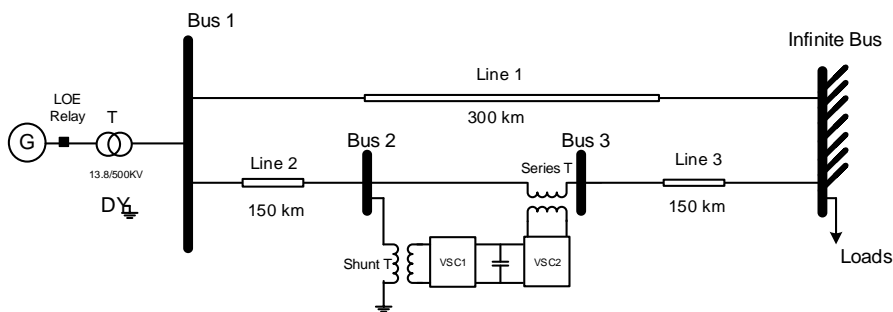 Bus 1
Infinite Bus
Line 1
LOE
Relay
T
G
300 km
Bus 2
Bus 3
Line 2
Series T
Line 3
13.8/500KV
DY
150 km
150 km
Shunt T
VSC1
VSC2
Loads